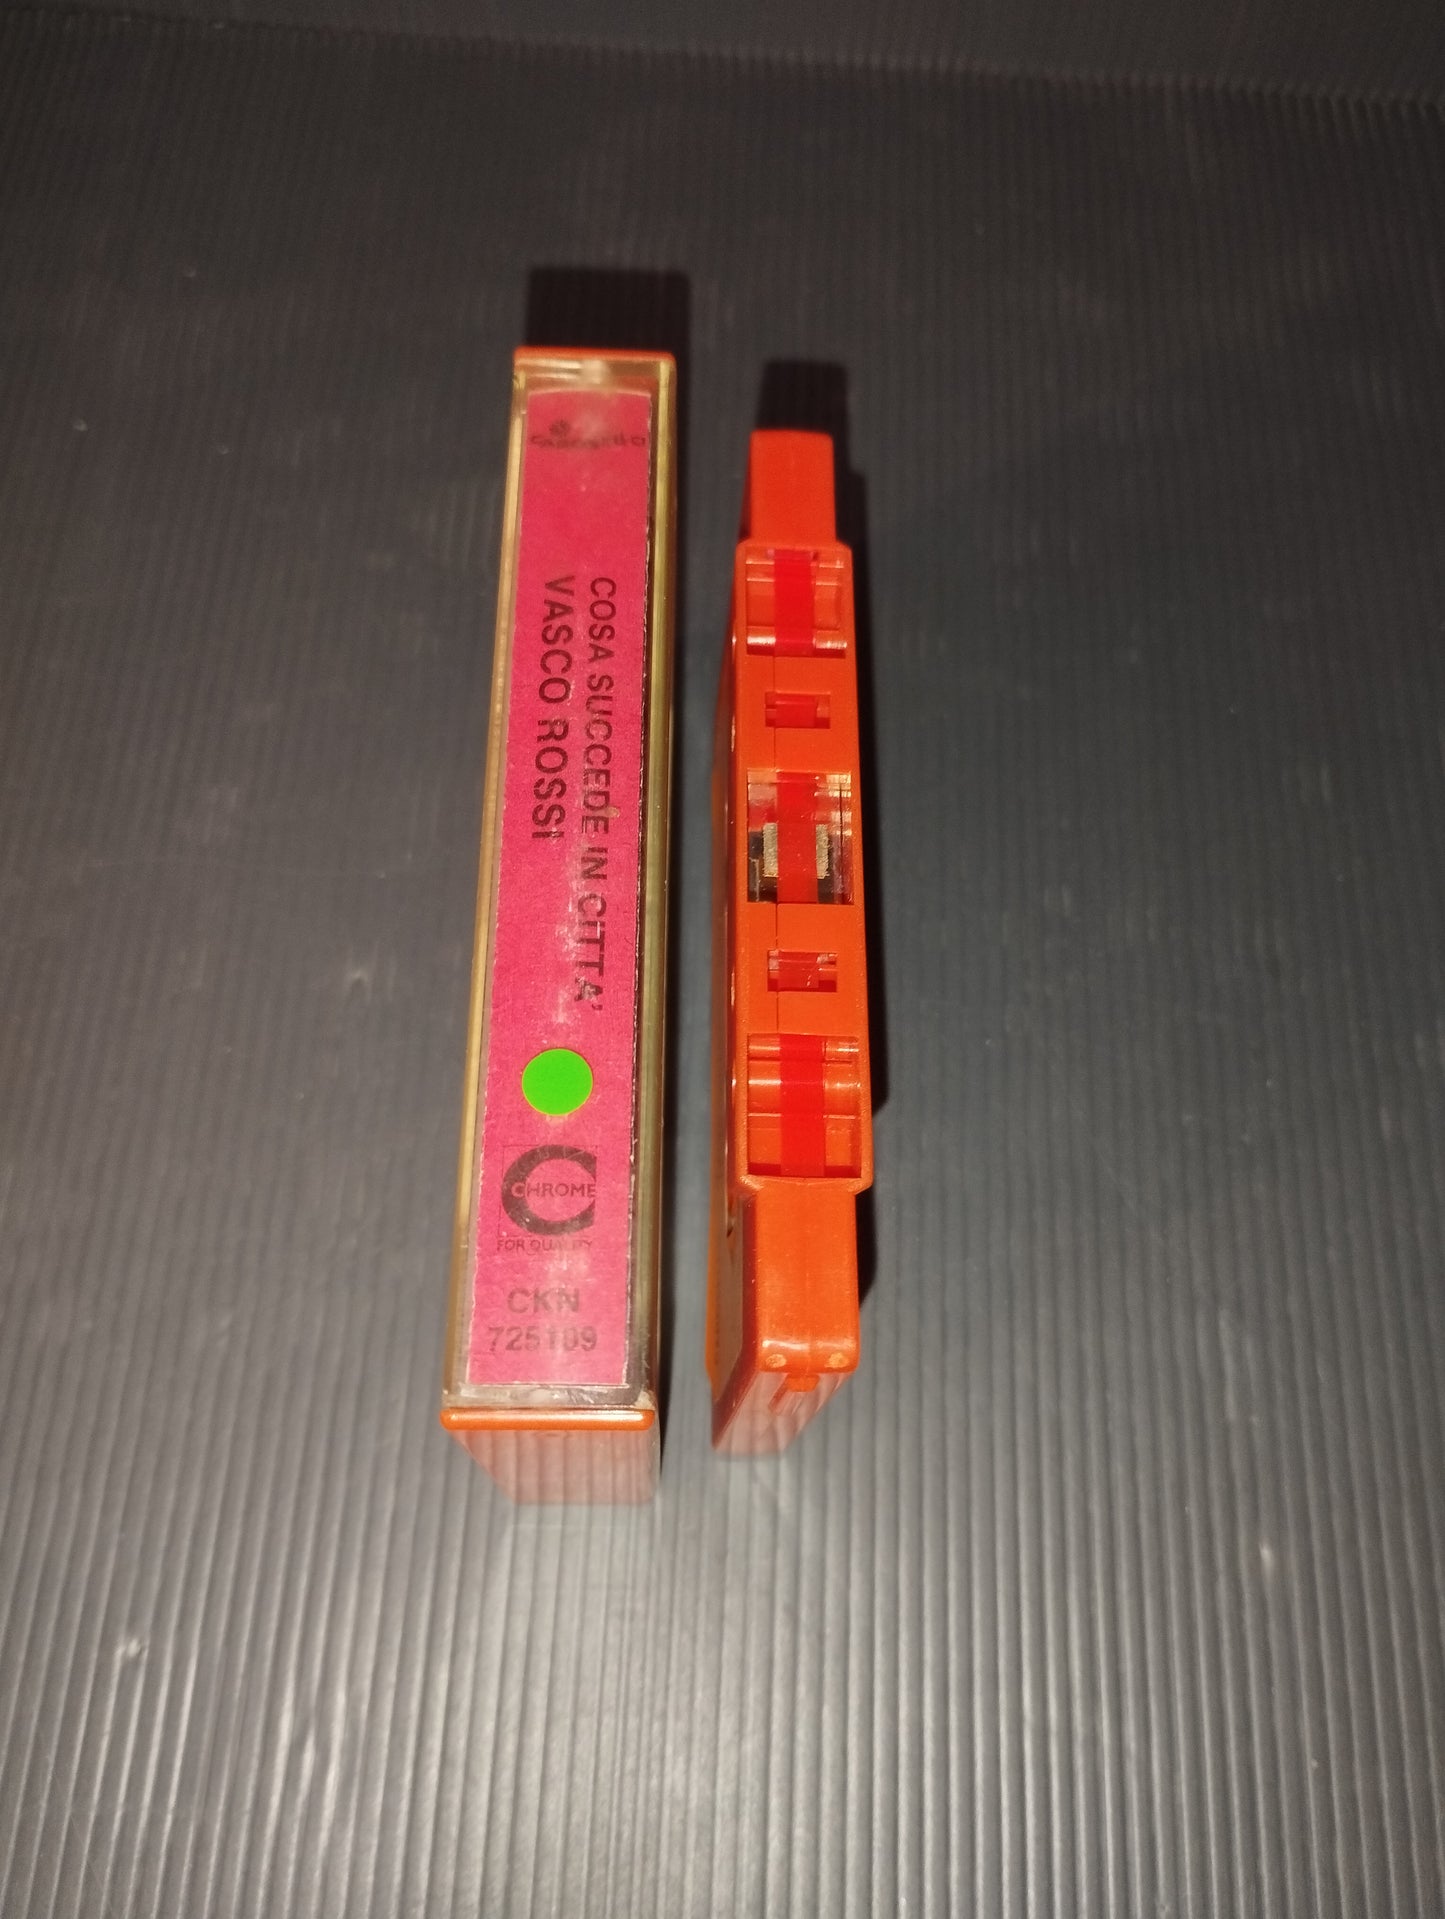 COSA SUCCEDE IN CITTA'
VASCO ROSSI
CHROME
FOR QUALITY
CKN
725109